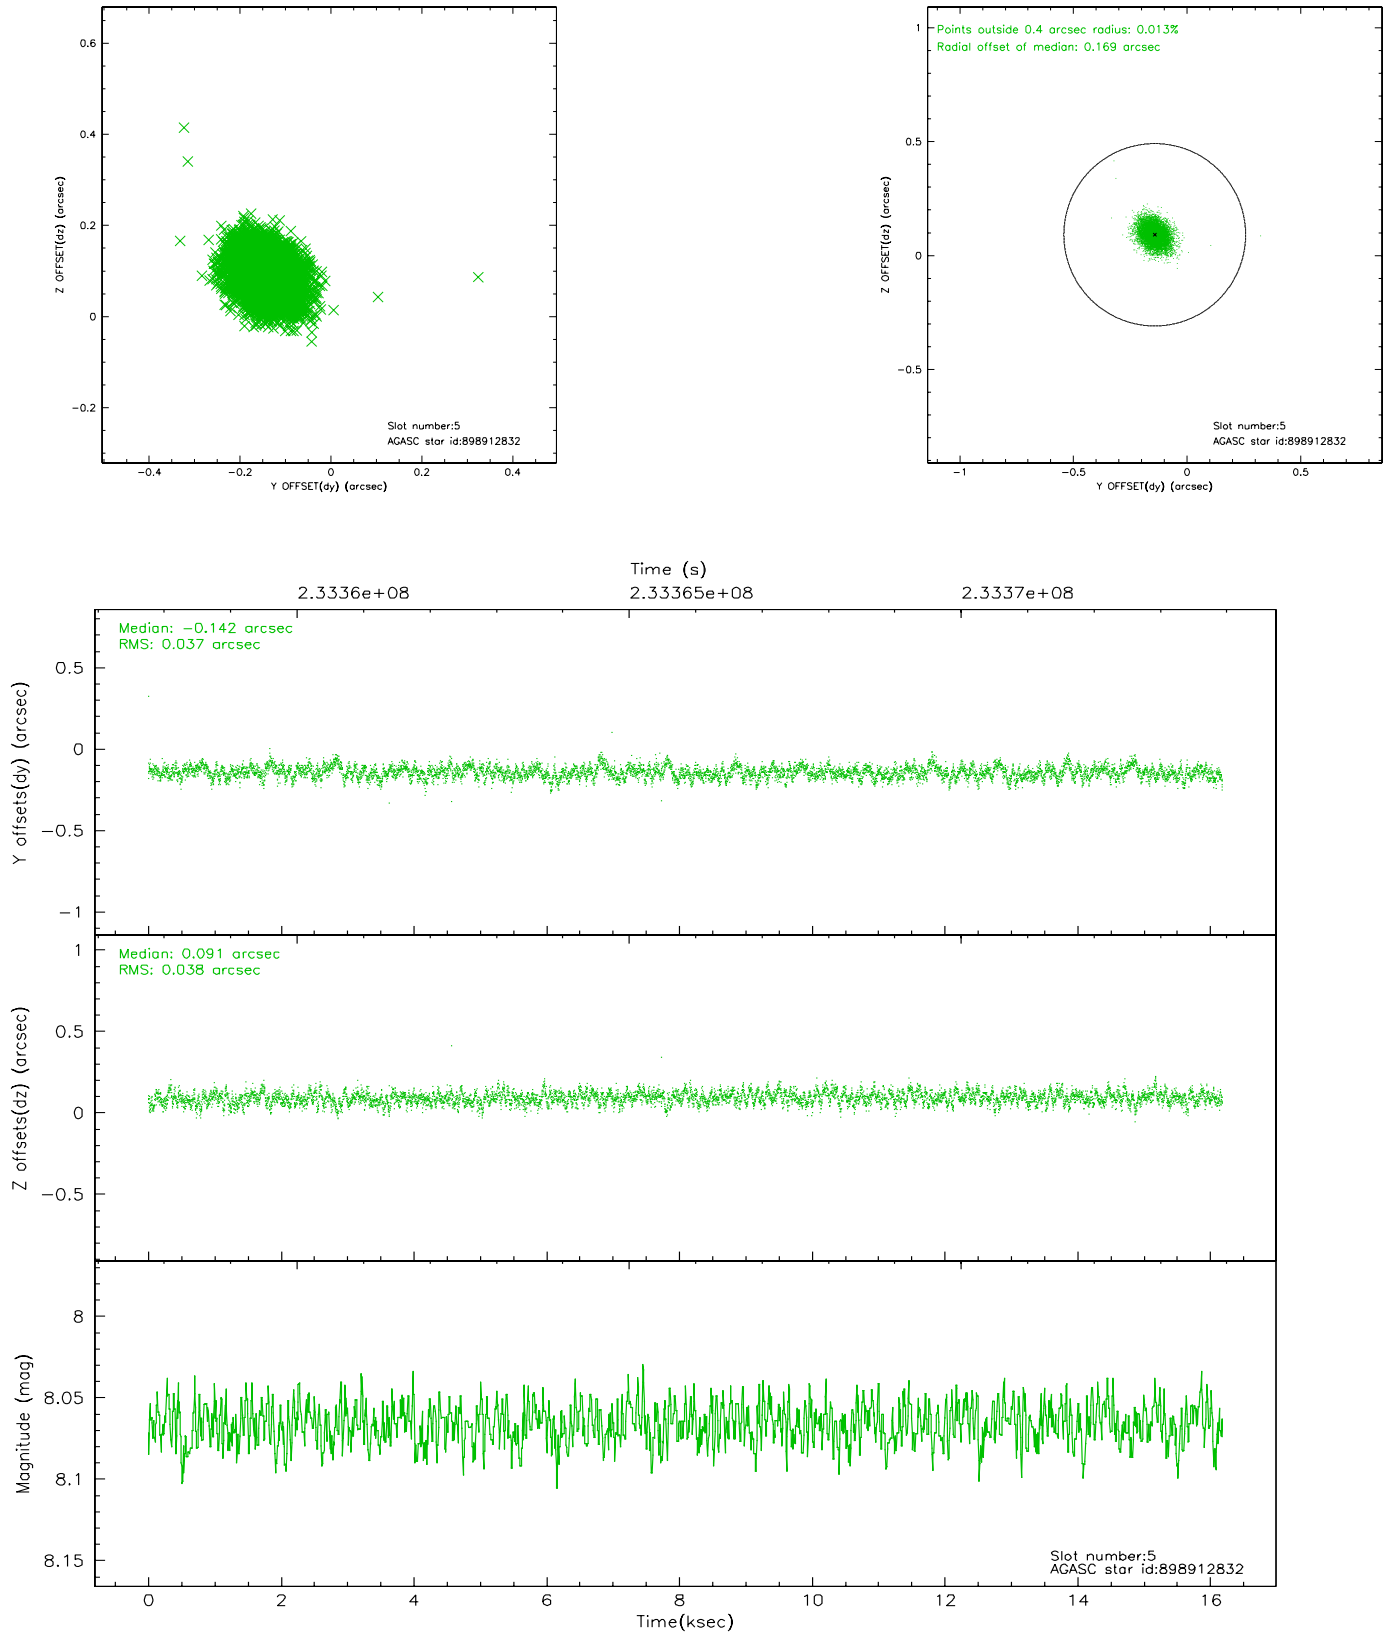 0.6
0.4
0.2
0
−0.2
Z OFFSET(dz) (arcsec)
Slot number:5
AGASC star id:898912832
−0.4 −0.2 0 0.2 0.4
Y OFFSET(dy) (arcsec)
Points outside 0.4 arcsec radius: 0.013%
Radial offset of median: 0.169 arcsec
1
0.5
0
−0.5
Z OFFSET(dz) (arcsec)
Slot number:5
AGASC star id:898912832
−1 −0.5 0 0.5
Y OFFSET(dy) (arcsec)
Time (s)
2.3336e+08 2.33365e+08 2.3337e+08
Median: −0.142 arcsec
RMS: 0.037 arcsec
0.5
0
−0.5
−1
Y offsets(dy) (arcsec)
Median: 0.091 arcsec
RMS: 0.038 arcsec
1
0.5
0
−0.5
Z offsets(dz) (arcsec)
8
8.05
8.1
8.15
Magnitude (mag)
Slot number:5
AGASC star id:898912832
0 2 4 6 8 10 12 14 16
Time(ksec)